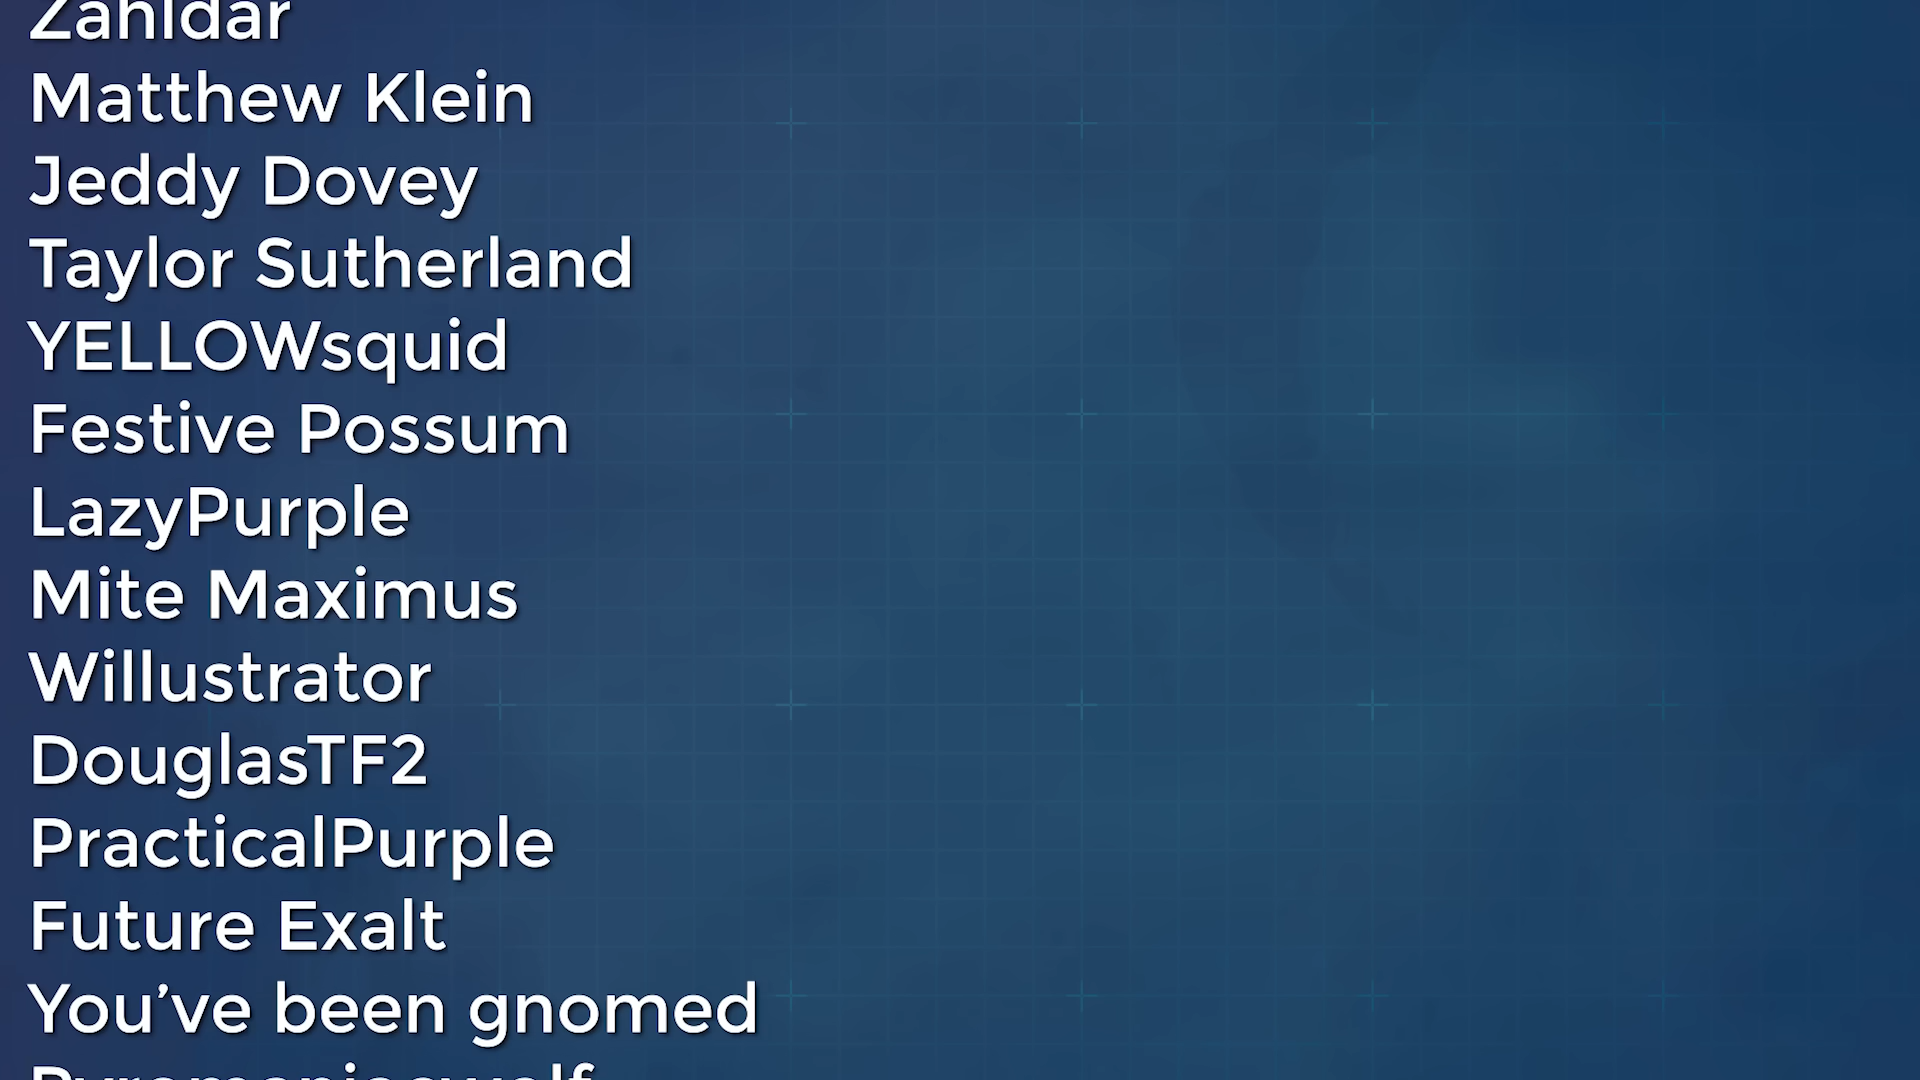 Zahldar
Matthew Klein
Jeddy Dovey
Taylor Sutherland
YELLOWsquid
Festive Possum
LazyPurple
Mite Maximus
Willustrator
DouglasTF2
PracticalPurple
Future Exalt
You’ve been gnomed